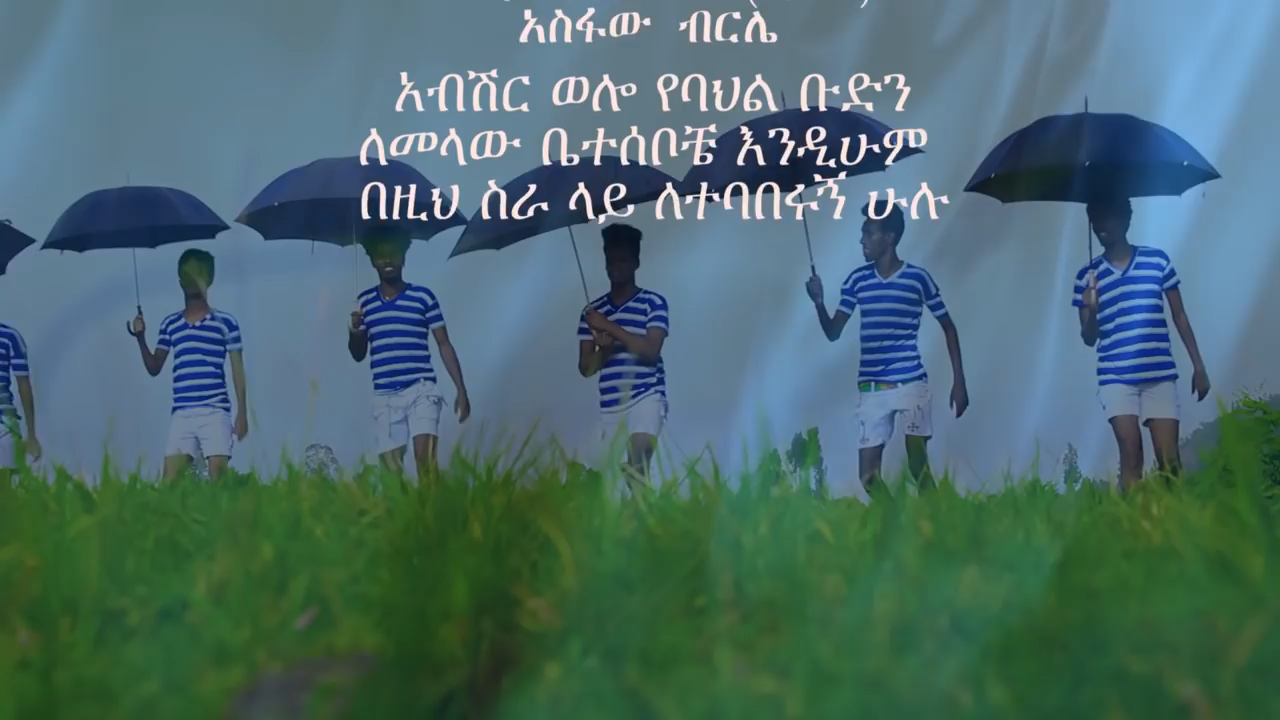 አስፋው ብርሌ
አብሽር ወሎ የባህል ቡድን
ለመላው ቤተሰቦቼ እንዲሁም
በዚህ ስራ ላይ ለተባበሩኝ ሁሉ